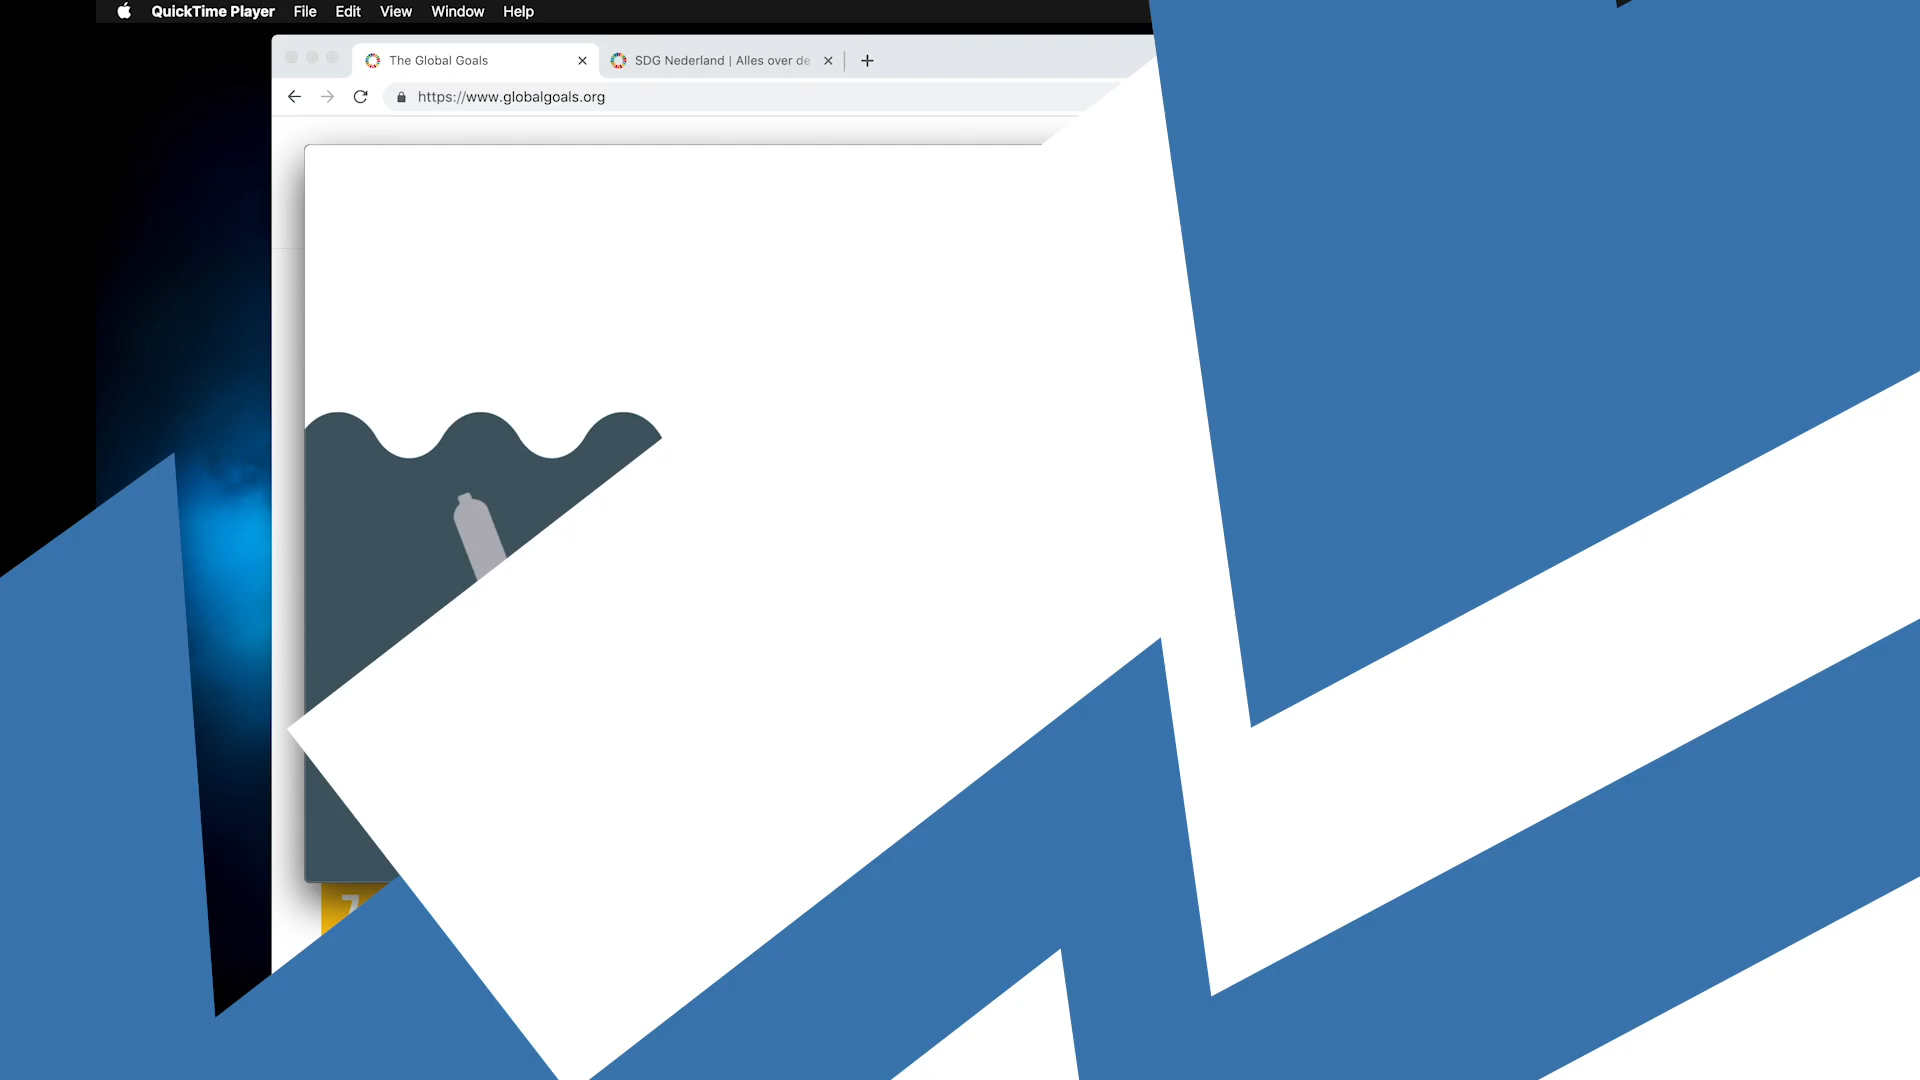 QuickTime Player File Edit View Window Help
The Global Goals
SDG Nederland | Alles over de
https://www.globalgoals.org
7